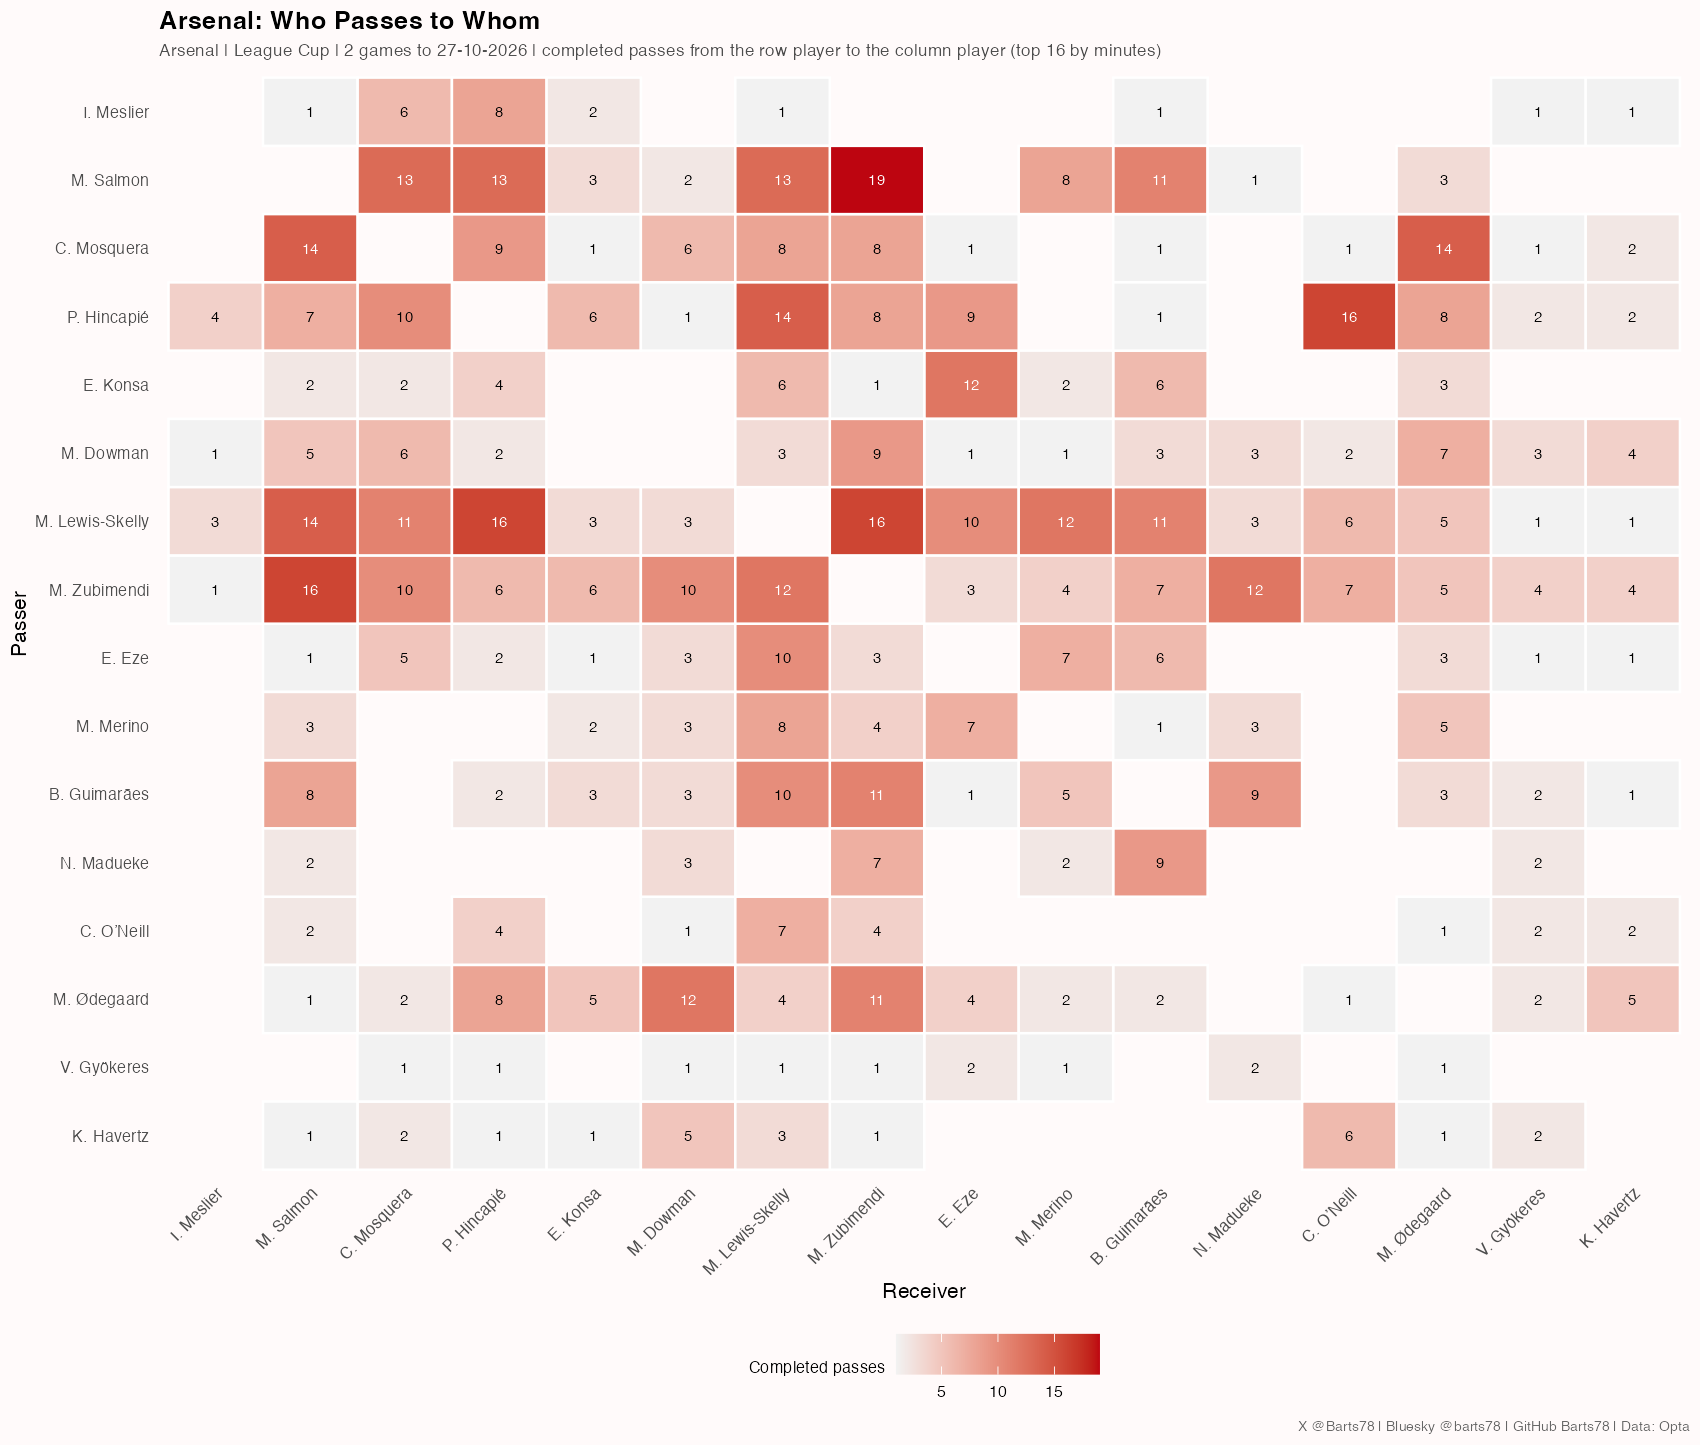 Arsenal: Who Passes to Whom
Arsenal | League Cup | 2 games to 27-10-2026 | completed passes from the row player to the column player (top 16 by minutes)
Passer
I. Meslier 1 6 8 2 1 1 1 1
M. Salmon 13 13 3 2 13 19 8 11 1 3
C. Mosquera 14 9 1 6 8 8 1 1 1 14 1 2
P. Hincapié 4 7 10 6 1 14 8 9 1 16 8 2 2
E. Konsa 2 2 4 6 1 12 2 6 3
M. Dowman 1 5 6 2 3 9 1 1 3 3 2 7 3 4
M. Lewis-Skelly 3 14 11 16 3 3 16 10 12 11 3 6 5 1 1
M. Zubimendi 1 16 10 6 6 10 12 3 4 7 12 7 5 4 4
E. Eze 1 5 2 1 3 10 3 7 6 3 1 1
M. Merino 3 2 3 8 4 7 1 3 5
B. Guimarães 8 2 3 3 10 11 1 5 9 3 2 1
N. Madueke 2 3 7 2 9 2
C. O’Neill 2 4 1 7 4 1 2 2
M. Ødegaard 1 2 8 5 12 4 11 4 2 2 1 2 5
V. Gyökeres 1 1 1 1 1 2 1 2 1
K. Havertz 1 2 1 1 5 3 1 6 1 2
I. Meslier M. Salmon C. Mosquera P. Hincapié E. Konsa M. Dowman M. Lewis-Skelly M. Zubimendi E. Eze M. Merino B. Guimarães N. Madueke C. O’Neill M. Ødegaard V. Gyökeres K. Havertz
Receiver
Completed passes
5 10 15
X @Barts78 | Bluesky @barts78 | GitHub Barts78 | Data: Opta